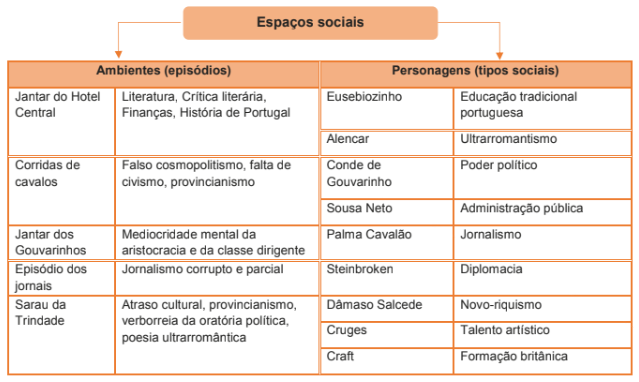 Espaços sociais
Ambientes (episódios)
Jantar do Hotel
Central
Literatura, Crítica literária,
Finanças, História de Portugal
Corridas de
cavalos
Falso cosmopolitismo, falta de
civismo, provincianismo
Jantar dos
Gouvarinhos
Mediocridade mental da
aristocracia e da classe dirigente
Episódio dos
jornais
Jornalismo corrupto e parcial
Sarau da
Trindade
Atraso cultural, provincianismo,
verborreia da oratória política,
poesia ultrarromântica
Personagens (tipos sociais)
Eusebiozinho
Educação tradicional
portuguesa
Alencar
Ultrarromantismo
Conde de
Gouvarinho
Poder político
Sousa Neto
Administração pública
Palma Cavalão
Jornalismo
Steinbroken
Diplomacia
Dâmaso Salcede
Novo-riquismo
Cruges
Talento artístico
Craft
Formação britânica